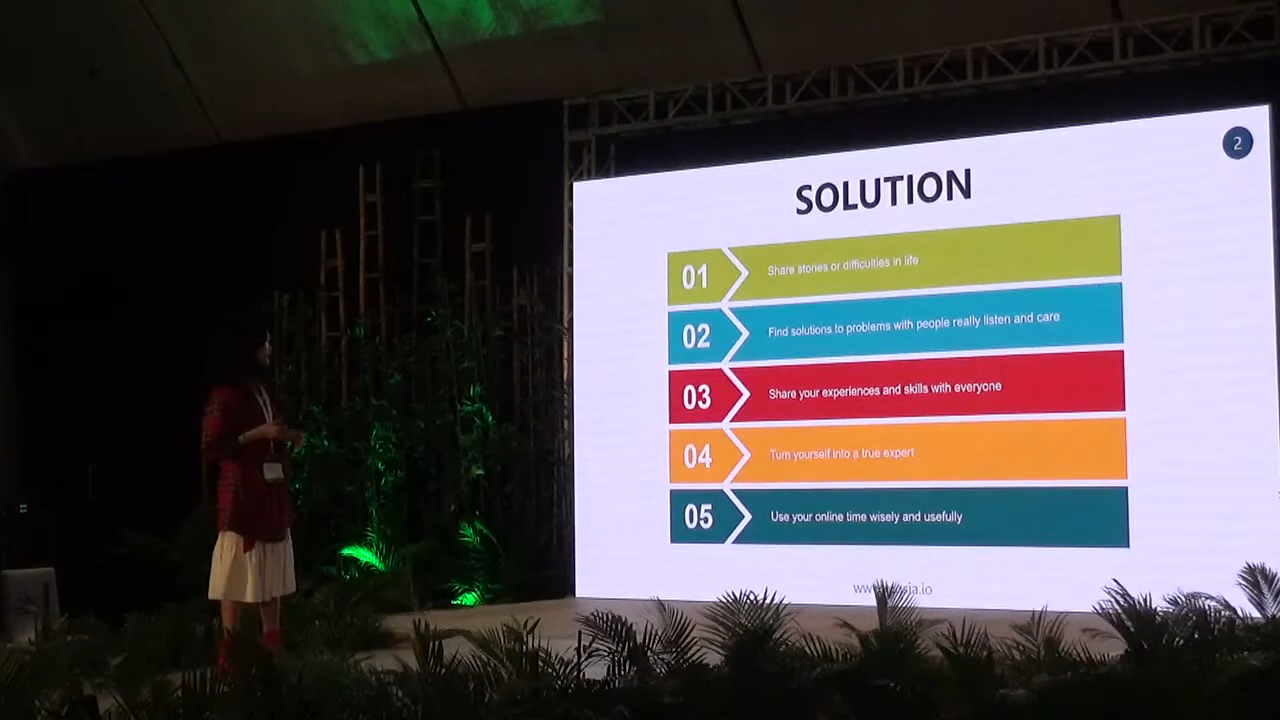 2
SOLUTION
01 Share stories or difficulties in life
02 Find solutions to problems with people really listen and care
03 Share your experiences and skills with everyone
04 Turn yourself into a true expert
05 Use your online time wisely and usefully